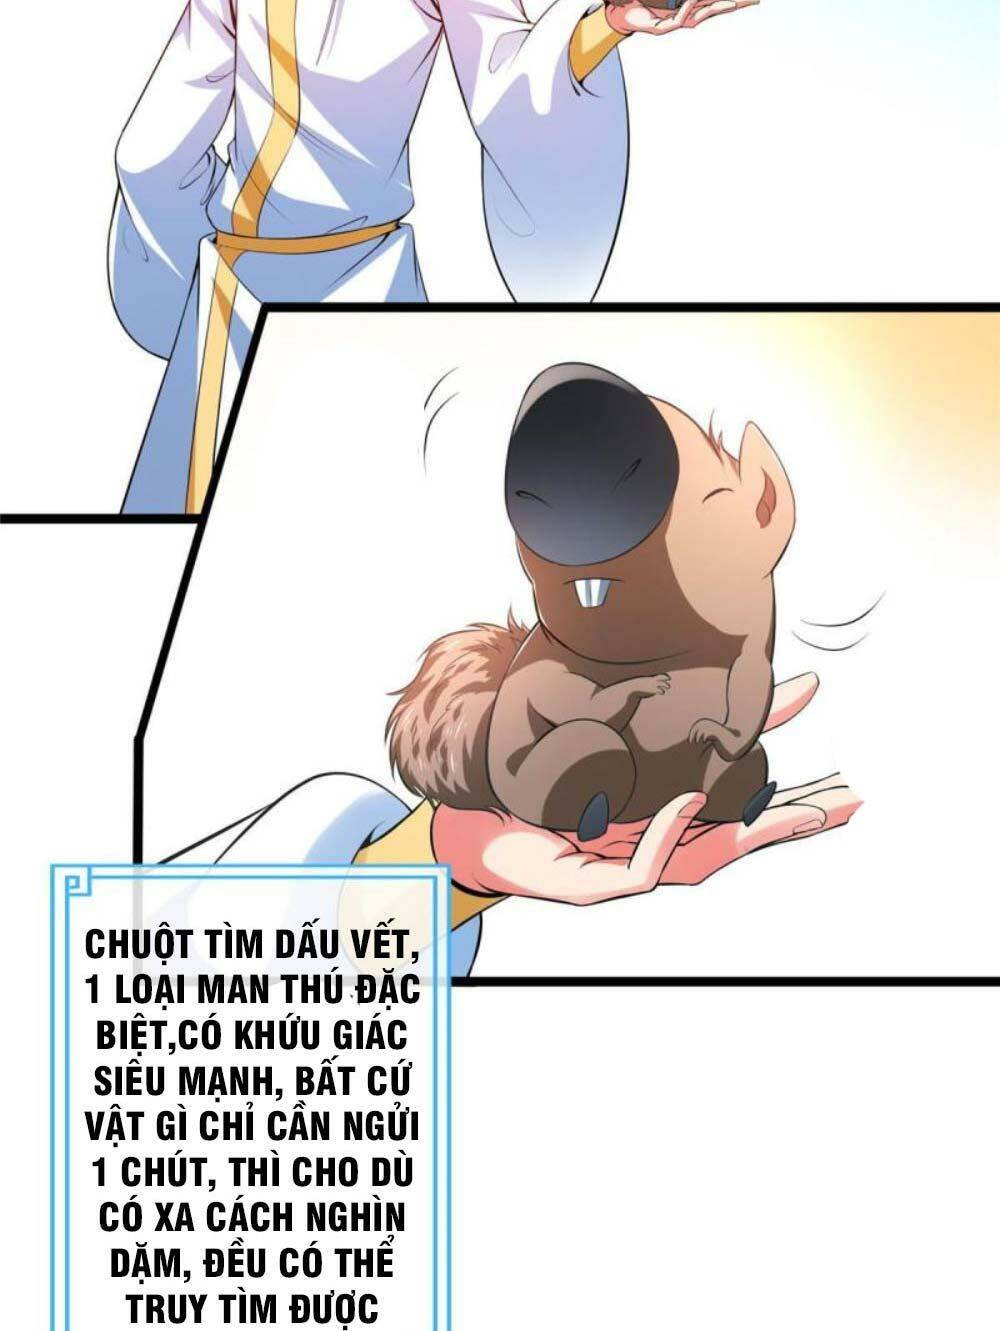 CHUỘT TÌM DẤU VẾT,
1 LOẠI MAN THÚ ĐẶC
BIỆT,CÓ KHỨU GIÁC
SIÊU MẠNH, BẤT CỨ
VẬT GÌ CHỈ CẦN NGỬI
1 CHÚT, THÌ CHO DÙ
CÓ XA CÁCH NGHÌN
DẶM, ĐỀU CÓ THỂ
TRUY TÌM ĐƯỢC